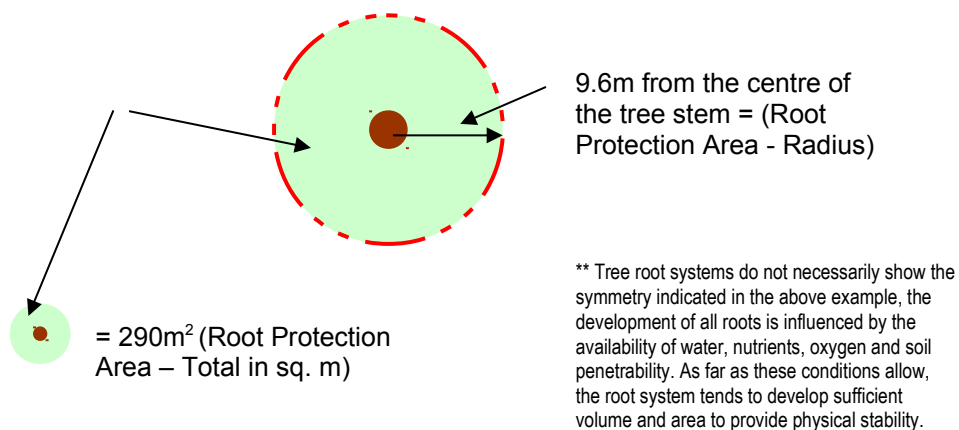 9.6m from the centre of
the tree stem = (Root
Protection Area - Radius)
= 290m² (Root Protection
Area – Total in sq. m)
** Tree root systems do not necessarily show the
symmetry indicated in the above example, the
development of all roots is influenced by the
availability of water, nutrients, oxygen and soil
penetrability. As far as these conditions allow,
the root system tends to develop sufficient
volume and area to provide physical stability.